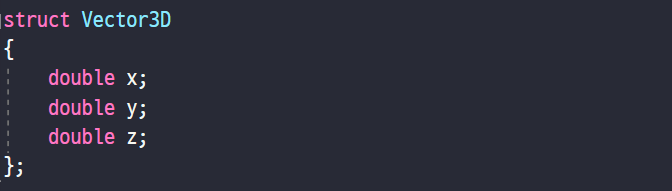 struct Vector3D
{
    double x;
    double y;
    double z;
};